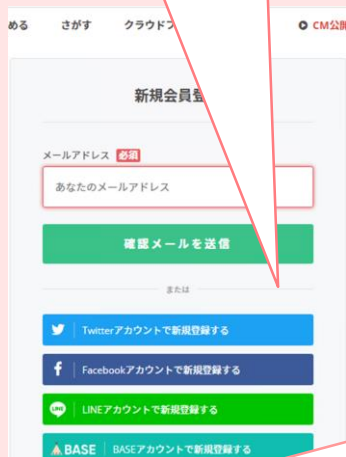 める さがす クラウドフ CM公開
新規会員登
メールアドレス 必須
あなたのメールアドレス
確認メールを送信
または
Twitterアカウントで新規登録する
Facebookアカウントで新規登録する
LINE LINEアカウントで新規登録する
BASE BASEアカウントで新規登録する